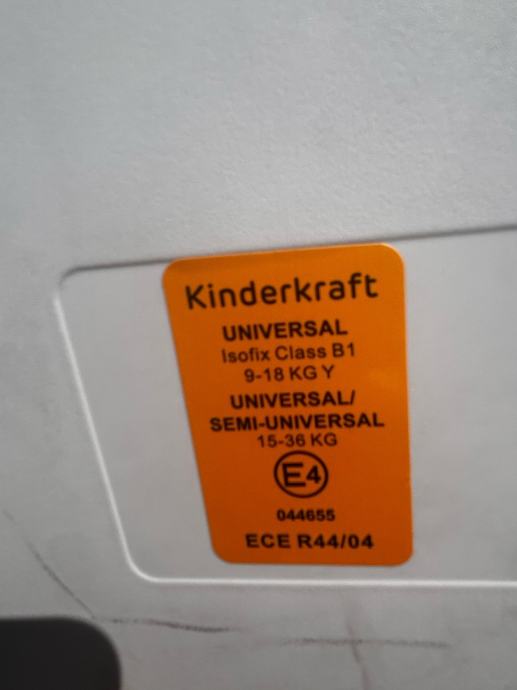 Kinderkraft
UNIVERSAL
Isofix Class B1
9-18 KG Y
UNIVERSAL/
SEMI-UNIVERSAL
15-36 KG
E4
044655
ECE R44/04